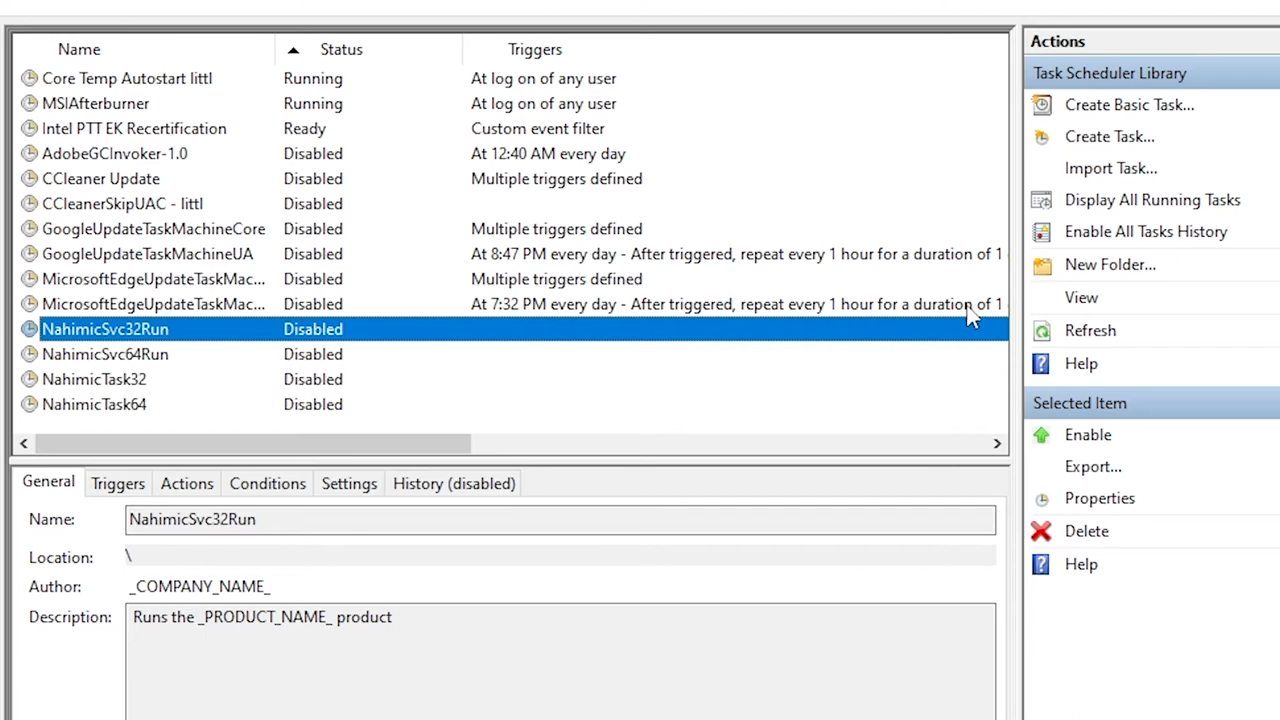 Name Status Triggers
Core Temp Autostart littl Running At log on of any user
MSIAfterburner Running At log on of any user
Intel PTT EK Recertification Ready Custom event filter
AdobeGCInvoker-1.0 Disabled At 12:40 AM every day
CCleaner Update Disabled Multiple triggers defined
CCleanerSkipUAC - littl Disabled
GoogleUpdateTaskMachineCore Disabled Multiple triggers defined
GoogleUpdateTaskMachineUA Disabled At 8:47 PM every day - After triggered, repeat every 1 hour for a duration of 1
MicrosoftEdgeUpdateTaskMac... Disabled Multiple triggers defined
MicrosoftEdgeUpdateTaskMac... Disabled At 7:32 PM every day - After triggered, repeat every 1 hour for a duration of 1
NahimicSvc32Run Disabled
NahimicSvc64Run Disabled
NahimicTask32 Disabled
NahimicTask64 Disabled
General Triggers Actions Conditions Settings History (disabled)
Name: NahimicSvc32Run
Location: \
Author: _COMPANY_NAME_
Description: Runs the _PRODUCT_NAME_ product
Actions
Task Scheduler Library
Create Basic Task...
Create Task...
Import Task...
Display All Running Tasks
Enable All Tasks History
New Folder...
View
Refresh
Help
Selected Item
Enable
Export...
Properties
Delete
Help